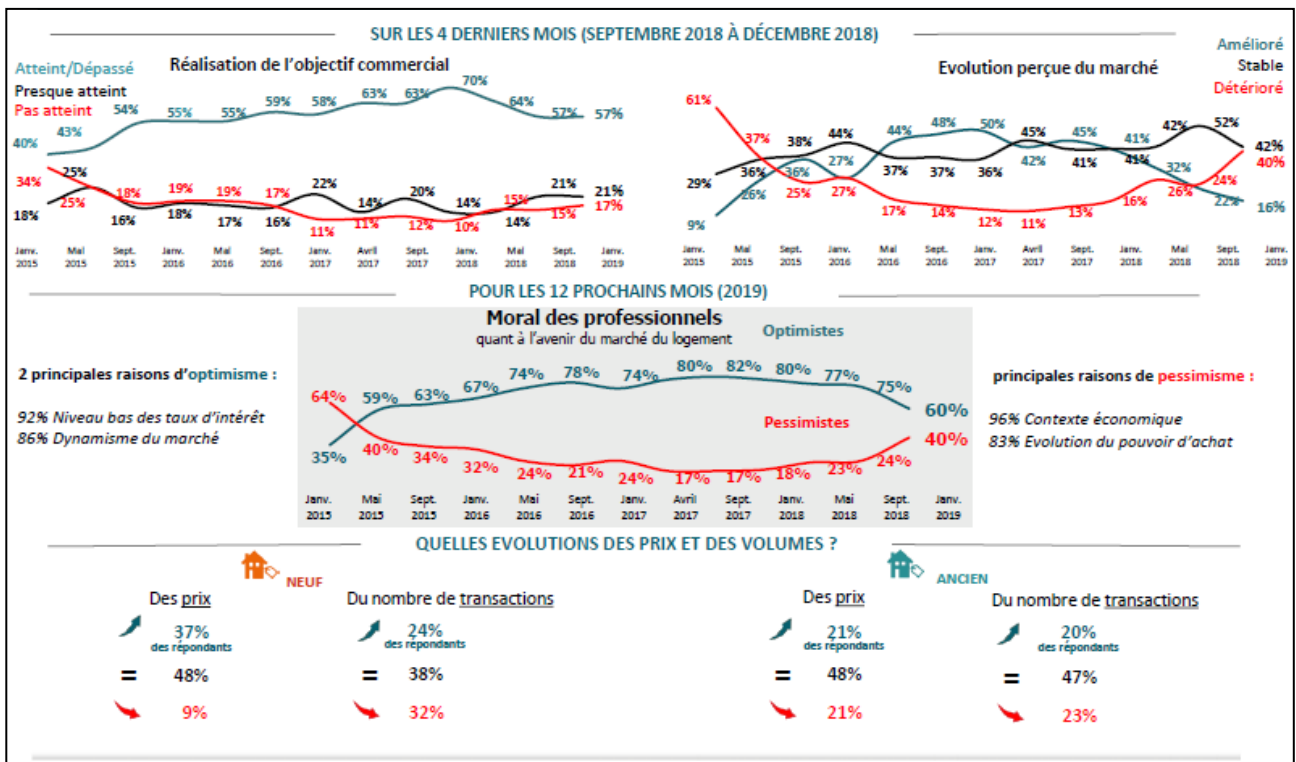 SUR LES 4 DERNIERS MOIS (SEPTEMBRE 2018 À DÉCEMBRE 2018)
Réalisation de l'objectif commercial
Atteint/Dépassé
Presque atteint
Pas atteint
40% 43% 54% 55% 55% 59% 58% 63% 63% 70% 64% 57% 57%
34% 25% 18% 19% 19% 17% 11% 11% 12% 10% 15% 15% 17%
18% 25% 16% 18% 17% 16% 22% 14% 20% 14% 14% 21% 21%
Janv. Mai Sept. Janv. Mai Sept. Janv. Avril Sept. Janv. Mai Sept. Janv.
2015 2015 2015 2016 2016 2016 2017 2017 2017 2018 2018 2018 2019
Evolution perçue du marché
Amélioré
Stable
Détérioré
61% 37% 25% 27% 17% 14% 12% 11% 13% 16% 26% 24% 40%
29% 36% 38% 44% 37% 37% 36% 45% 41% 41% 42% 52% 42%
9% 26% 36% 27% 44% 48% 50% 42% 45% 41% 32% 22% 16%
Janv. Mai Sept. Janv. Mai Sept. Janv. Avril Sept. Janv. Mai Sept. Janv.
2015 2015 2015 2016 2016 2016 2017 2017 2017 2018 2018 2018 2019
POUR LES 12 PROCHAINS MOIS (2019)
2 principales raisons d'optimisme :
92% Niveau bas des taux d'intérêt
86% Dynamisme du marché
Moral des professionnels
quant à l'avenir du marché du logement
Optimistes
35% 59% 63% 67% 74% 78% 74% 80% 82% 80% 77% 75% 60%
Pessimistes
64% 40% 34% 32% 24% 21% 24% 17% 17% 18% 23% 24% 40%
Janv. Mai Sept. Janv. Mai Sept. Janv. Avril Sept. Janv. Mai Sept. Janv.
2015 2015 2015 2016 2016 2016 2017 2017 2017 2018 2018 2018 2019
principales raisons de pessimisme :
96% Contexte économique
83% Evolution du pouvoir d'achat
QUELLES EVOLUTIONS DES PRIX ET DES VOLUMES ?
NEUF
Des prix
37%
des répondants
= 48%
9%
Du nombre de transactions
24%
des répondants
= 38%
32%
ANCIEN
Des prix
21%
des répondants
= 48%
21%
Du nombre de transactions
20%
des répondants
= 47%
23%